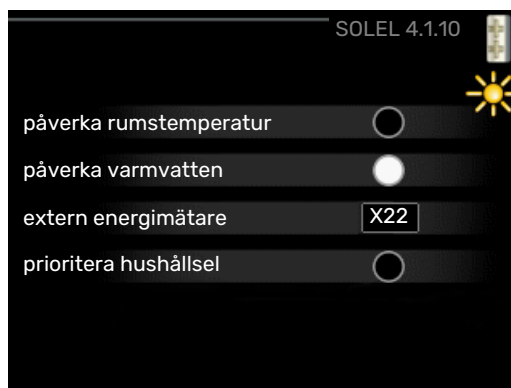 SOLEL 4.1.10
påverka rumstemperatur
påverka varmvatten
extern energimätare X22
prioritera hushållsel